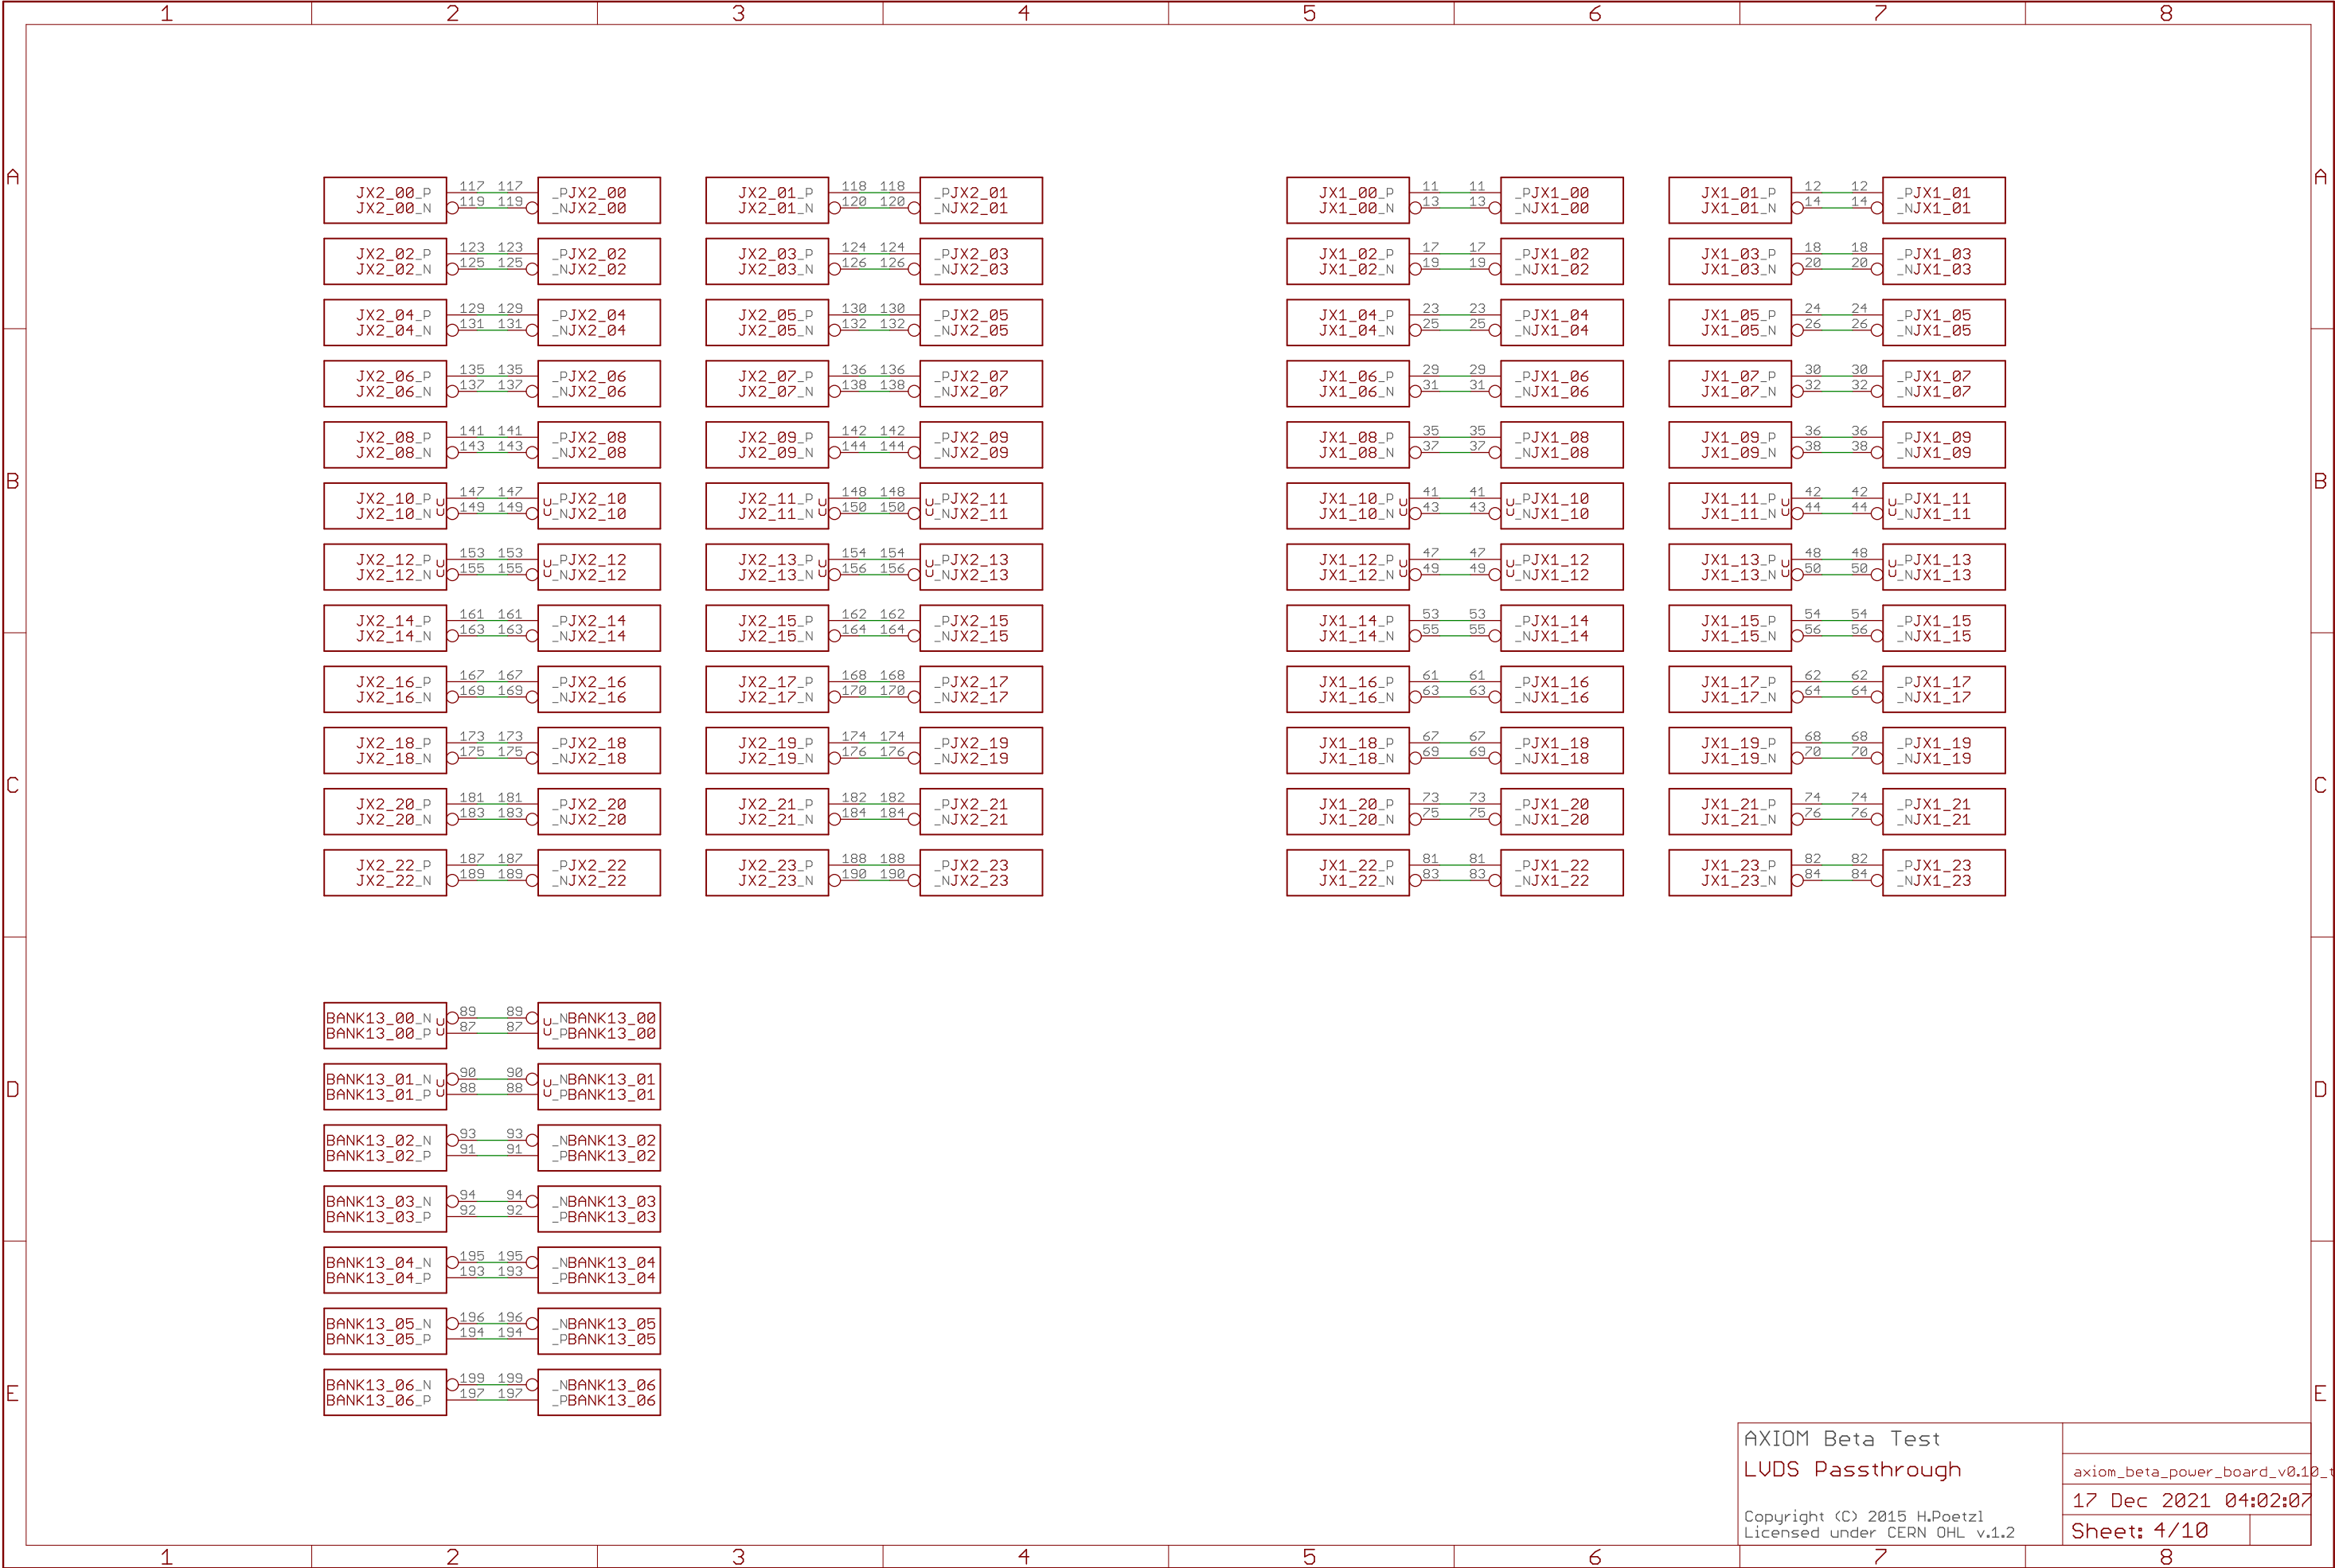 1 2 3 4 5 6 7 8
A A
JX2_00_P 117 117 _PJX2_00 JX2_01_P 118 118 _PJX2_01 JX1_00_P 11 11 _PJX1_00 JX1_01_P 12 12 _PJX1_01
JX2_00_N 119 119 _NJX2_00 JX2_01_N 120 120 _NJX2_01 JX1_00_N 13 13 _NJX1_00 JX1_01_N 14 14 _NJX1_01
JX2_02_P 123 123 _PJX2_02 JX2_03_P 124 124 _PJX2_03 JX1_02_P 17 17 _PJX1_02 JX1_03_P 18 18 _PJX1_03
JX2_02_N 125 125 _NJX2_02 JX2_03_N 126 126 _NJX2_03 JX1_02_N 19 19 _NJX1_02 JX1_03_N 20 20 _NJX1_03
JX2_04_P 129 129 _PJX2_04 JX2_05_P 130 130 _PJX2_05 JX1_04_P 23 23 _PJX1_04 JX1_05_P 24 24 _PJX1_05
JX2_04_N 131 131 _NJX2_04 JX2_05_N 132 132 _NJX2_05 JX1_04_N 25 25 _NJX1_04 JX1_05_N 26 26 _NJX1_05
JX2_06_P 135 135 _PJX2_06 JX2_07_P 136 136 _PJX2_07 JX1_06_P 29 29 _PJX1_06 JX1_07_P 30 30 _PJX1_07
JX2_06_N 137 137 _NJX2_06 JX2_07_N 138 138 _NJX2_07 JX1_06_N 31 31 _NJX1_06 JX1_07_N 32 32 _NJX1_07
JX2_08_P 141 141 _PJX2_08 JX2_09_P 142 142 _PJX2_09 JX1_08_P 35 35 _PJX1_08 JX1_09_P 36 36 _PJX1_09
JX2_08_N 143 143 _NJX2_08 JX2_09_N 144 144 _NJX2_09 JX1_08_N 37 37 _NJX1_08 JX1_09_N 38 38 _NJX1_09
B B
JX2_10_P U 147 147 U_PJX2_10 JX2_11_P U 148 148 U_PJX2_11 JX1_10_P U 41 41 U_PJX1_10 JX1_11_P U 42 42 U_PJX1_11
JX2_10_N U 149 149 U_NJX2_10 JX2_11_N U 150 150 U_NJX2_11 JX1_10_N U 43 43 U_NJX1_10 JX1_11_N U 44 44 U_NJX1_11
JX2_12_P U 153 153 U_PJX2_12 JX2_13_P U 154 154 U_PJX2_13 JX1_12_P U 47 47 U_PJX1_12 JX1_13_P U 48 48 U_PJX1_13
JX2_12_N U 155 155 U_NJX2_12 JX2_13_N U 156 156 U_NJX2_13 JX1_12_N U 49 49 U_NJX1_12 JX1_13_N U 50 50 U_NJX1_13
JX2_14_P 161 161 _PJX2_14 JX2_15_P 162 162 _PJX2_15 JX1_14_P 53 53 _PJX1_14 JX1_15_P 54 54 _PJX1_15
JX2_14_N 163 163 _NJX2_14 JX2_15_N 164 164 _NJX2_15 JX1_14_N 55 55 _NJX1_14 JX1_15_N 56 56 _NJX1_15
JX2_16_P 167 167 _PJX2_16 JX2_17_P 168 168 _PJX2_17 JX1_16_P 61 61 _PJX1_16 JX1_17_P 62 62 _PJX1_17
JX2_16_N 169 169 _NJX2_16 JX2_17_N 170 170 _NJX2_17 JX1_16_N 63 63 _NJX1_16 JX1_17_N 64 64 _NJX1_17
JX2_18_P 173 173 _PJX2_18 JX2_19_P 174 174 _PJX2_19 JX1_18_P 67 67 _PJX1_18 JX1_19_P 68 68 _PJX1_19
JX2_18_N 175 175 _NJX2_18 JX2_19_N 176 176 _NJX2_19 JX1_18_N 69 69 _NJX1_18 JX1_19_N 70 70 _NJX1_19
C C
JX2_20_P 181 181 _PJX2_20 JX2_21_P 182 182 _PJX2_21 JX1_20_P 73 73 _PJX1_20 JX1_21_P 74 74 _PJX1_21
JX2_20_N 183 183 _NJX2_20 JX2_21_N 184 184 _NJX2_21 JX1_20_N 75 75 _NJX1_20 JX1_21_N 76 76 _NJX1_21
JX2_22_P 187 187 _PJX2_22 JX2_23_P 188 188 _PJX2_23 JX1_22_P 81 81 _PJX1_22 JX1_23_P 82 82 _PJX1_23
JX2_22_N 189 189 _NJX2_22 JX2_23_N 190 190 _NJX2_23 JX1_22_N 83 83 _NJX1_22 JX1_23_N 84 84 _NJX1_23
BANK13_00_N U 89 89 U_NBANK13_00
BANK13_00_P U 87 87 U_PBANK13_00
BANK13_01_N U 90 90 U_NBANK13_01
D D
BANK13_01_P U 88 88 U_PBANK13_01
BANK13_02_N 93 93 _NBANK13_02
BANK13_02_P 91 91 _PBANK13_02
BANK13_03_N 94 94 _NBANK13_03
BANK13_03_P 92 92 _PBANK13_03
BANK13_04_N 195 195 _NBANK13_04
BANK13_04_P 193 193 _PBANK13_04
BANK13_05_N 196 196 _NBANK13_05
BANK13_05_P 194 194 _PBANK13_05
BANK13_06_N 199 199 _NBANK13_06
E E
BANK13_06_P 197 197 _PBANK13_06
AXIOM Beta Test
LVDS Passthrough
axiom_beta_power_board_v0.10_t
17 Dec 2021 04:02:07
Copyright (C) 2015 H.Poetzl
Licensed under CERN OHL v.1.2
Sheet: 4/10
1 2 3 4 5 6 7 8